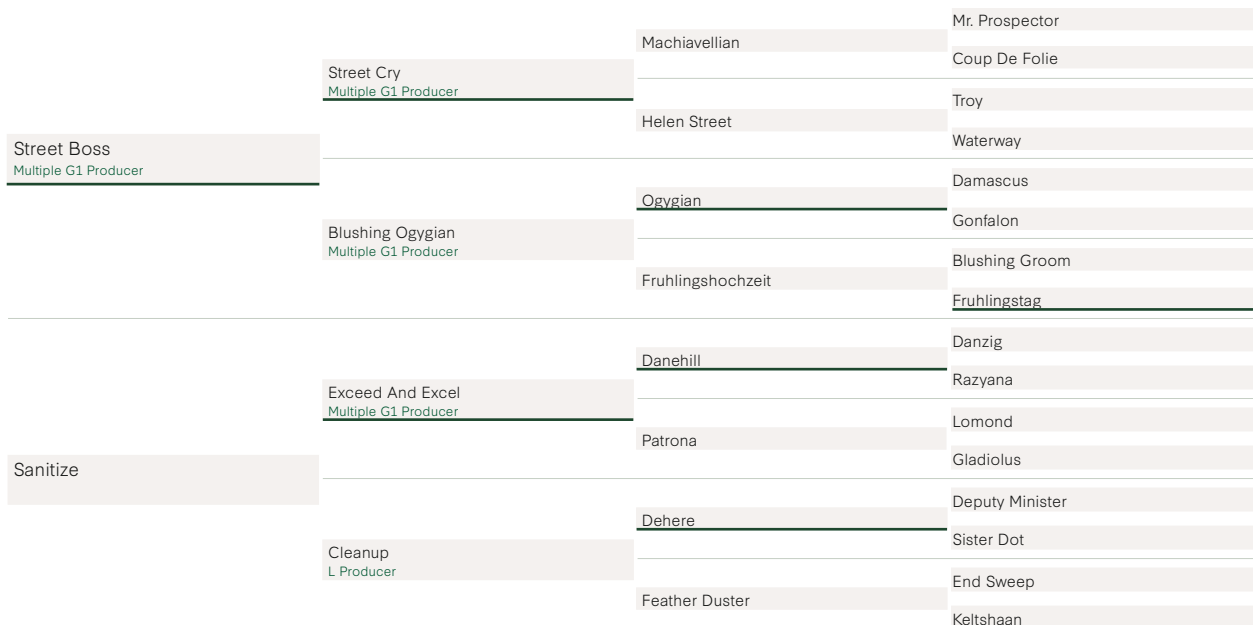 Mr. Prospector
Machiavellian
Coup De Folie
Street Cry
Multiple G1 Producer
Troy
Helen Street
Waterway
Street Boss
Multiple G1 Producer
Damascus
Ogygian
Gonfalon
Blushing Ogygian
Multiple G1 Producer
Blushing Groom
Fruhlingshochzeit
Fruhlingstag
Danzig
Danehill
Razyana
Exceed And Excel
Multiple G1 Producer
Lomond
Patrona
Gladiolus
Sanitize
Deputy Minister
Dehere
Sister Dot
Cleanup
L Producer
End Sweep
Feather Duster
Keltshaan